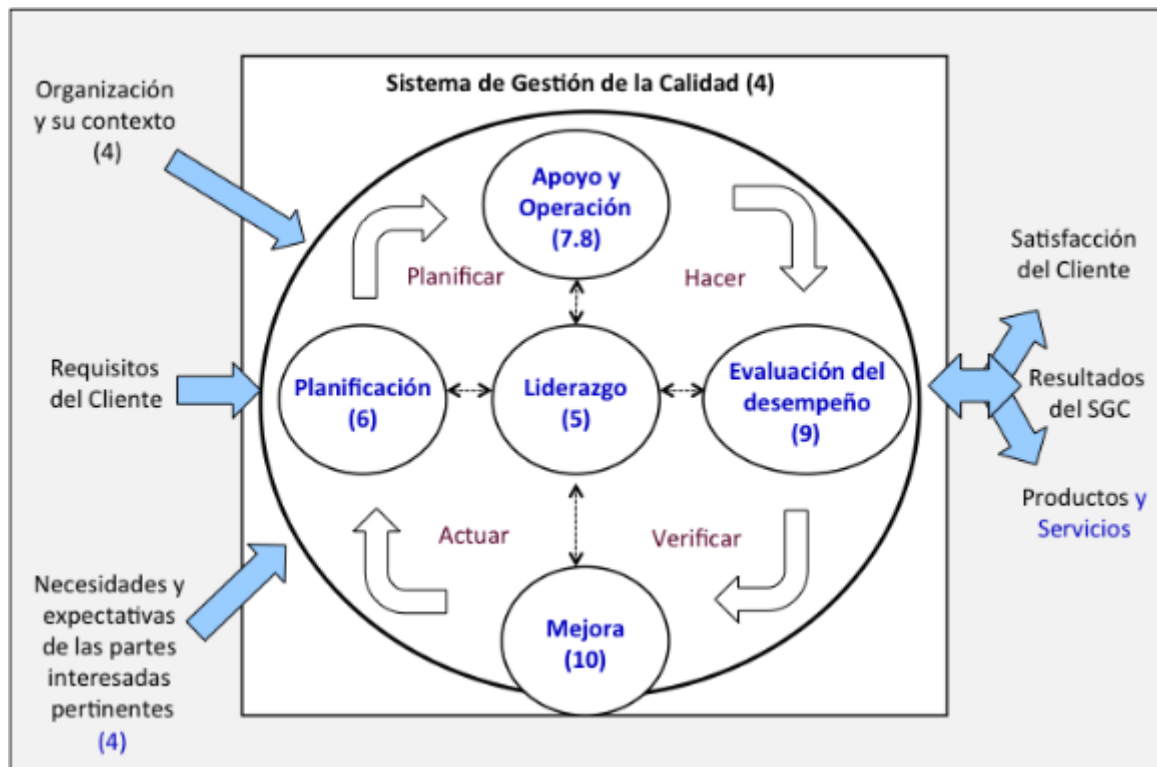 Sistema de Gestión de la Calidad (4)
Organización
y su contexto
(4)
Requisitos
del Cliente
Necesidades y
expectativas
de las partes
interesadas
pertinentes
(4)
Apoyo y
Operación
(7.8)
Planificar
Hacer
Planificación
(6)
Liderazgo
(5)
Evaluación del
desempeño
(9)
Actuar
Verificar
Mejora
(10)
Satisfacción
del Cliente
Resultados
del SGC
Productos y
Servicios